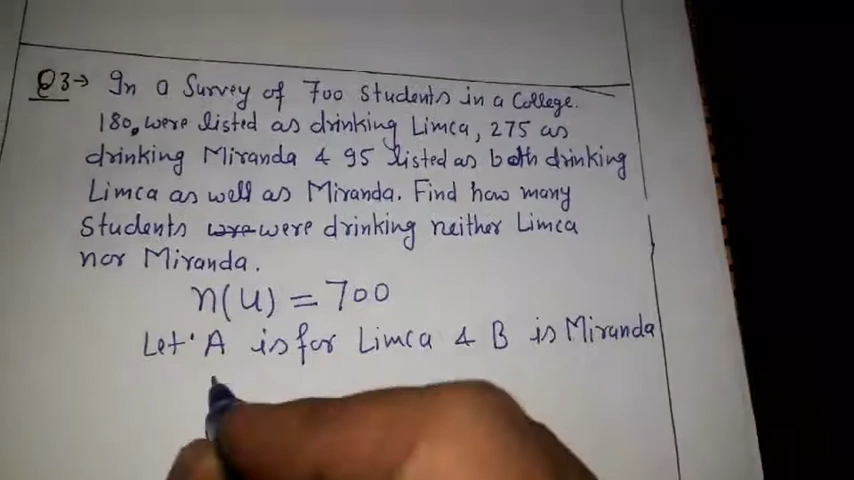 Q3→ In a Survey of 700 Students in a College.
180, were listed as drinking Limca, 275 as
drinking Miranda & 95 listed as both drinking
Limca as well as Miranda. Find how many
Students were were drinking neither Limca
nor Miranda.
n(U) = 700
Let A is for Limca & B is Miranda